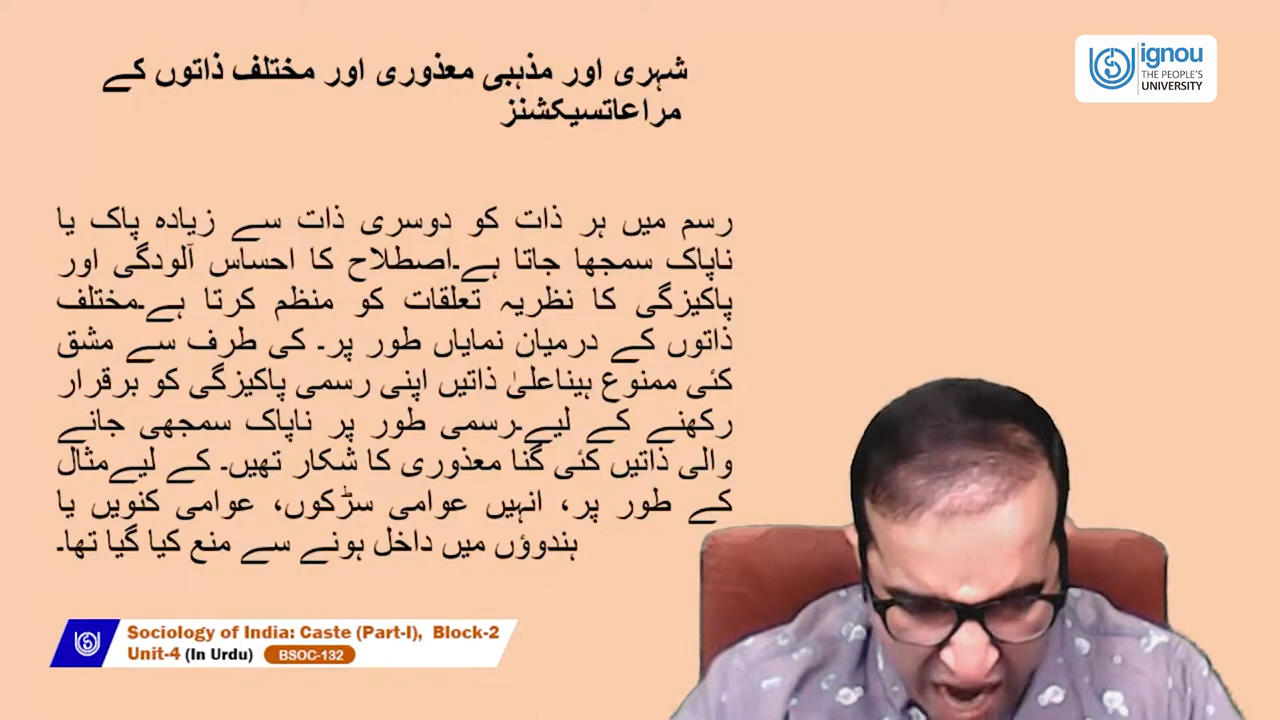 شہری اور مذہبی معذوری اور مختلف ذاتوں کے
مراعاتسیکشنز
ignou
THE PEOPLE'S
UNIVERSITY
رسم میں ہر ذات کو دوسری ذات سے زیادہ پاک یا
ناپاک سمجھا جاتا ہے۔اصطلاح کا احساس آلودگی اور
پاکیزگی کا نظریہ تعلقات کو منظم کرتا ہے۔مختلف
ذاتوں کے درمیان نمایاں طور پر۔ کی طرف سے مشق
کئی ممنوع ہیںاعلیٰ ذاتیں اپنی رسمی پاکیزگی کو برقرار
رکھنے کے لیے۔رسمی طور پر ناپاک سمجھی جانے
والی ذاتیں کئی گنا معذوری کا شکار تھیں۔ کے لیےمثال
کے طور پر، انہیں عوامی سڑکوں، عوامی کنویں یا
ہندوؤں میں داخل ہونے سے منع کیا گیا تھا۔
Sociology of India: Caste (Part-I), Block-2
Unit-4 (In Urdu) BSOC-132